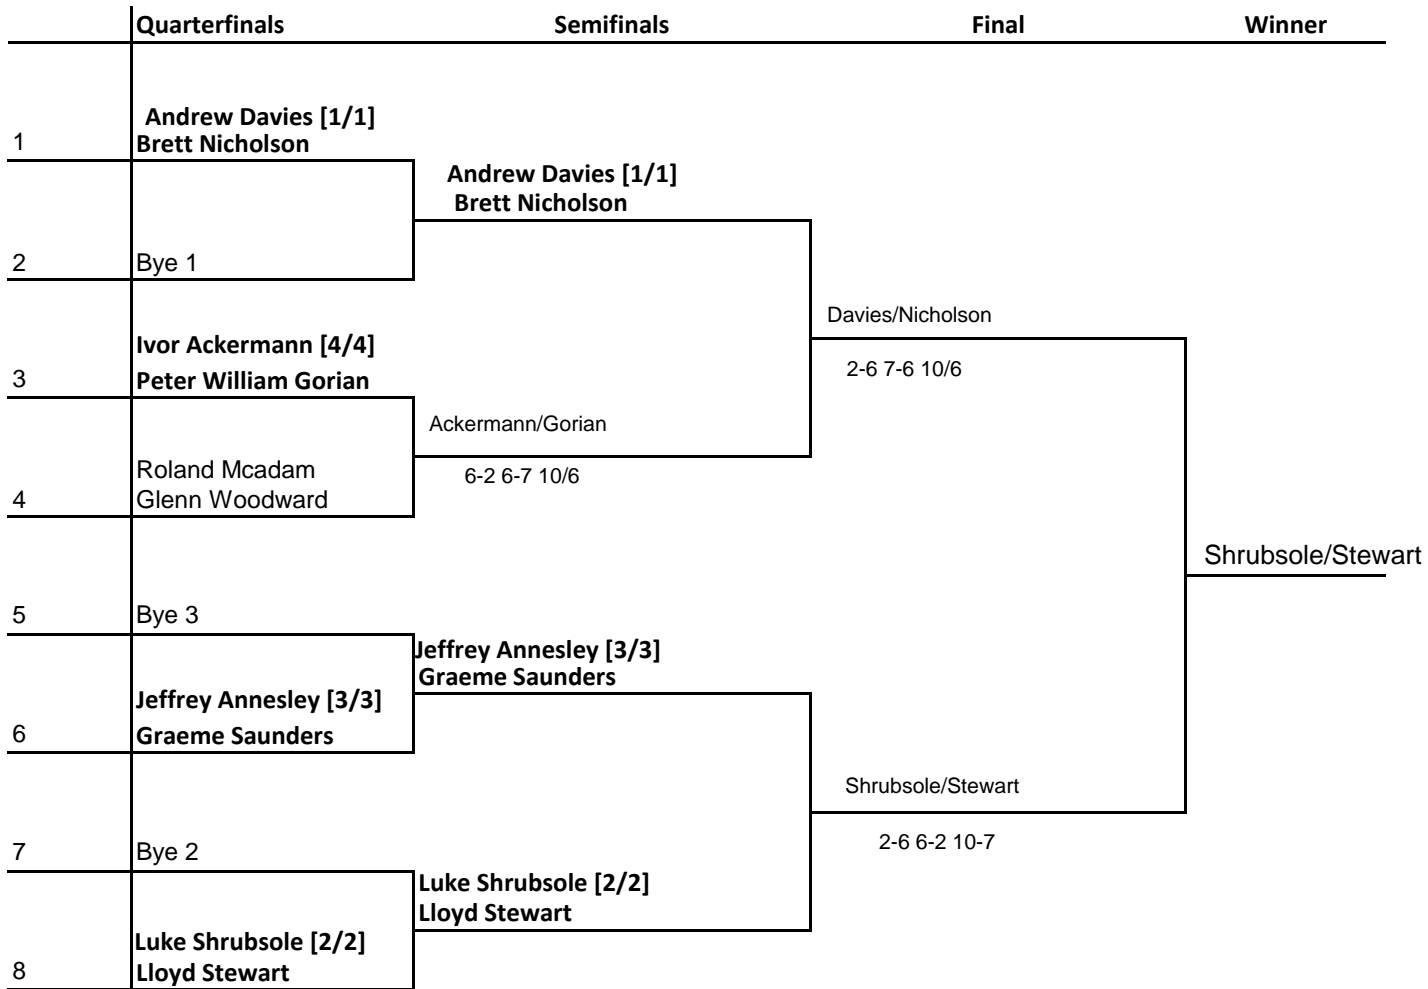 Quarterfinals Semifinals Final Winner
Andrew Davies [1/1]
1 Brett Nicholson
Andrew Davies [1/1]
Brett Nicholson
2 Bye 1
Davies/Nicholson
Ivor Ackermann [4/4]
2-6 7-6 10/6
3 Peter William Gorian
Ackermann/Gorian
Roland Mcadam
6-2 6-7 10/6
4 Glenn Woodward
Shrubsole/Stewart
5 Bye 3
Jeffrey Annesley [3/3]
Graeme Saunders
Jeffrey Annesley [3/3]
6 Graeme Saunders
Shrubsole/Stewart
2-6 6-2 10-7
7 Bye 2
Luke Shrubsole [2/2]
Lloyd Stewart
Luke Shrubsole [2/2]
8 Lloyd Stewart